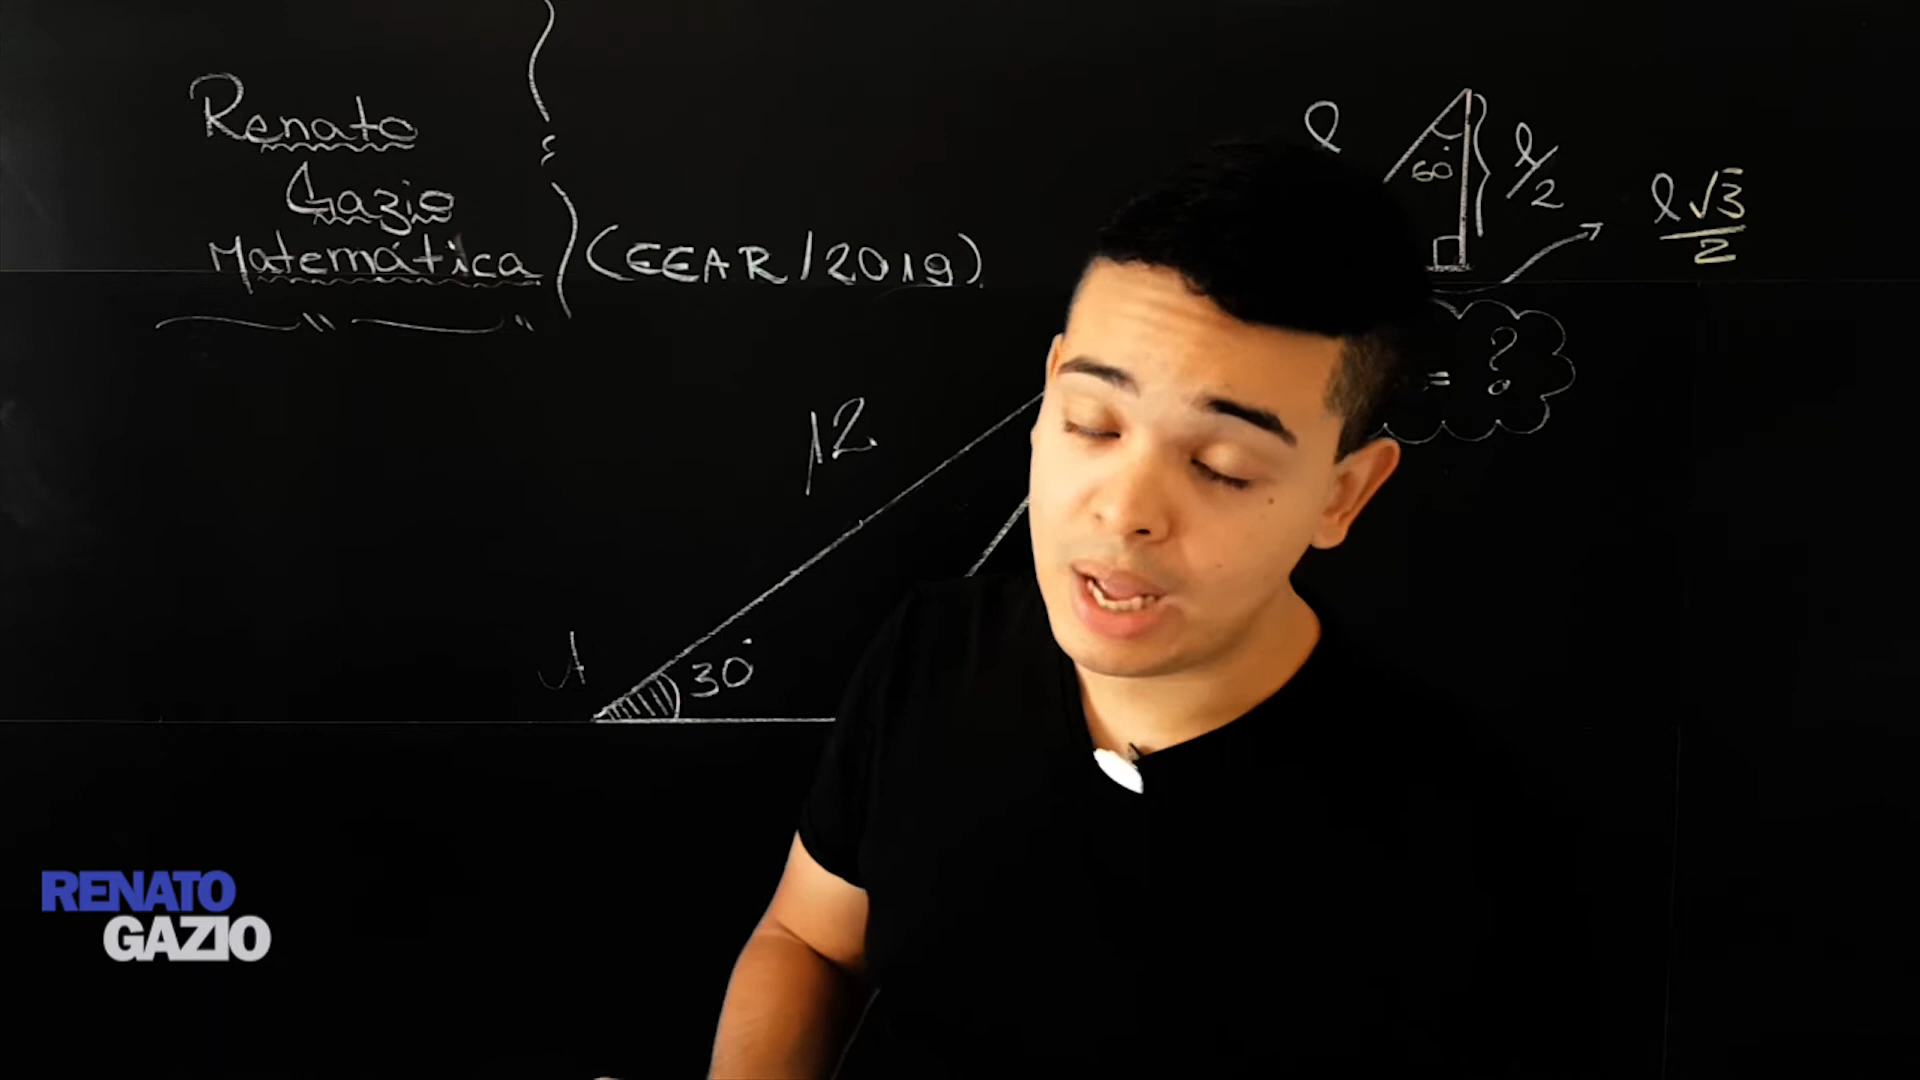 Renato
Gazio
Matemática
(EEAR/2019)
l
60°
l/2
l√3
2
= ?
12
A
30°
RENATO
GAZIO